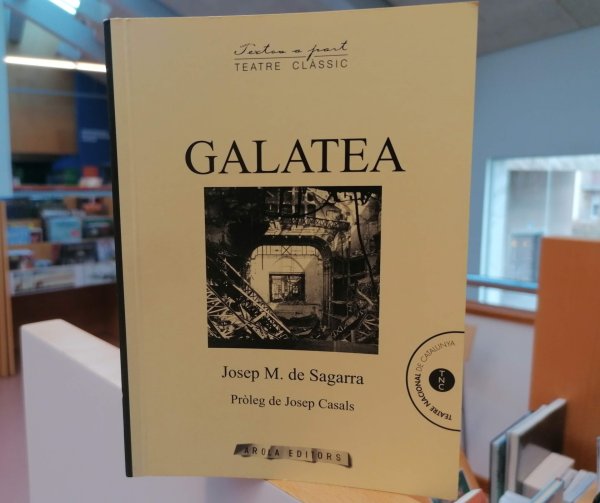 Textos a part
TEATRE CLÀSSIC
GALATEA
Josep M. de Sagarra
Pròleg de Josep Casals
TEATRE NACIONAL DE CATALUNYA
TNC
AROLA EDITORS